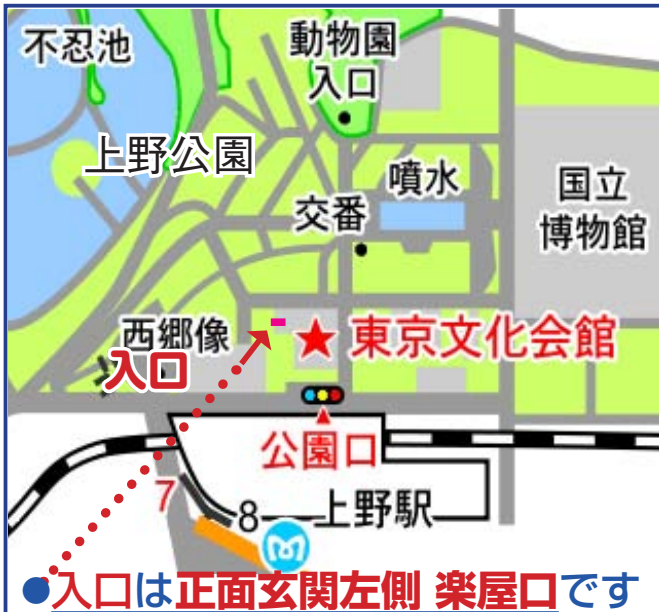 不忍池
動物園
入口
上野公園
噴水
国立
博物館
交番
西郷像
入口
★東京文化会館
公園口
7
8
上野駅
●入口は正面玄関左側 楽屋口です